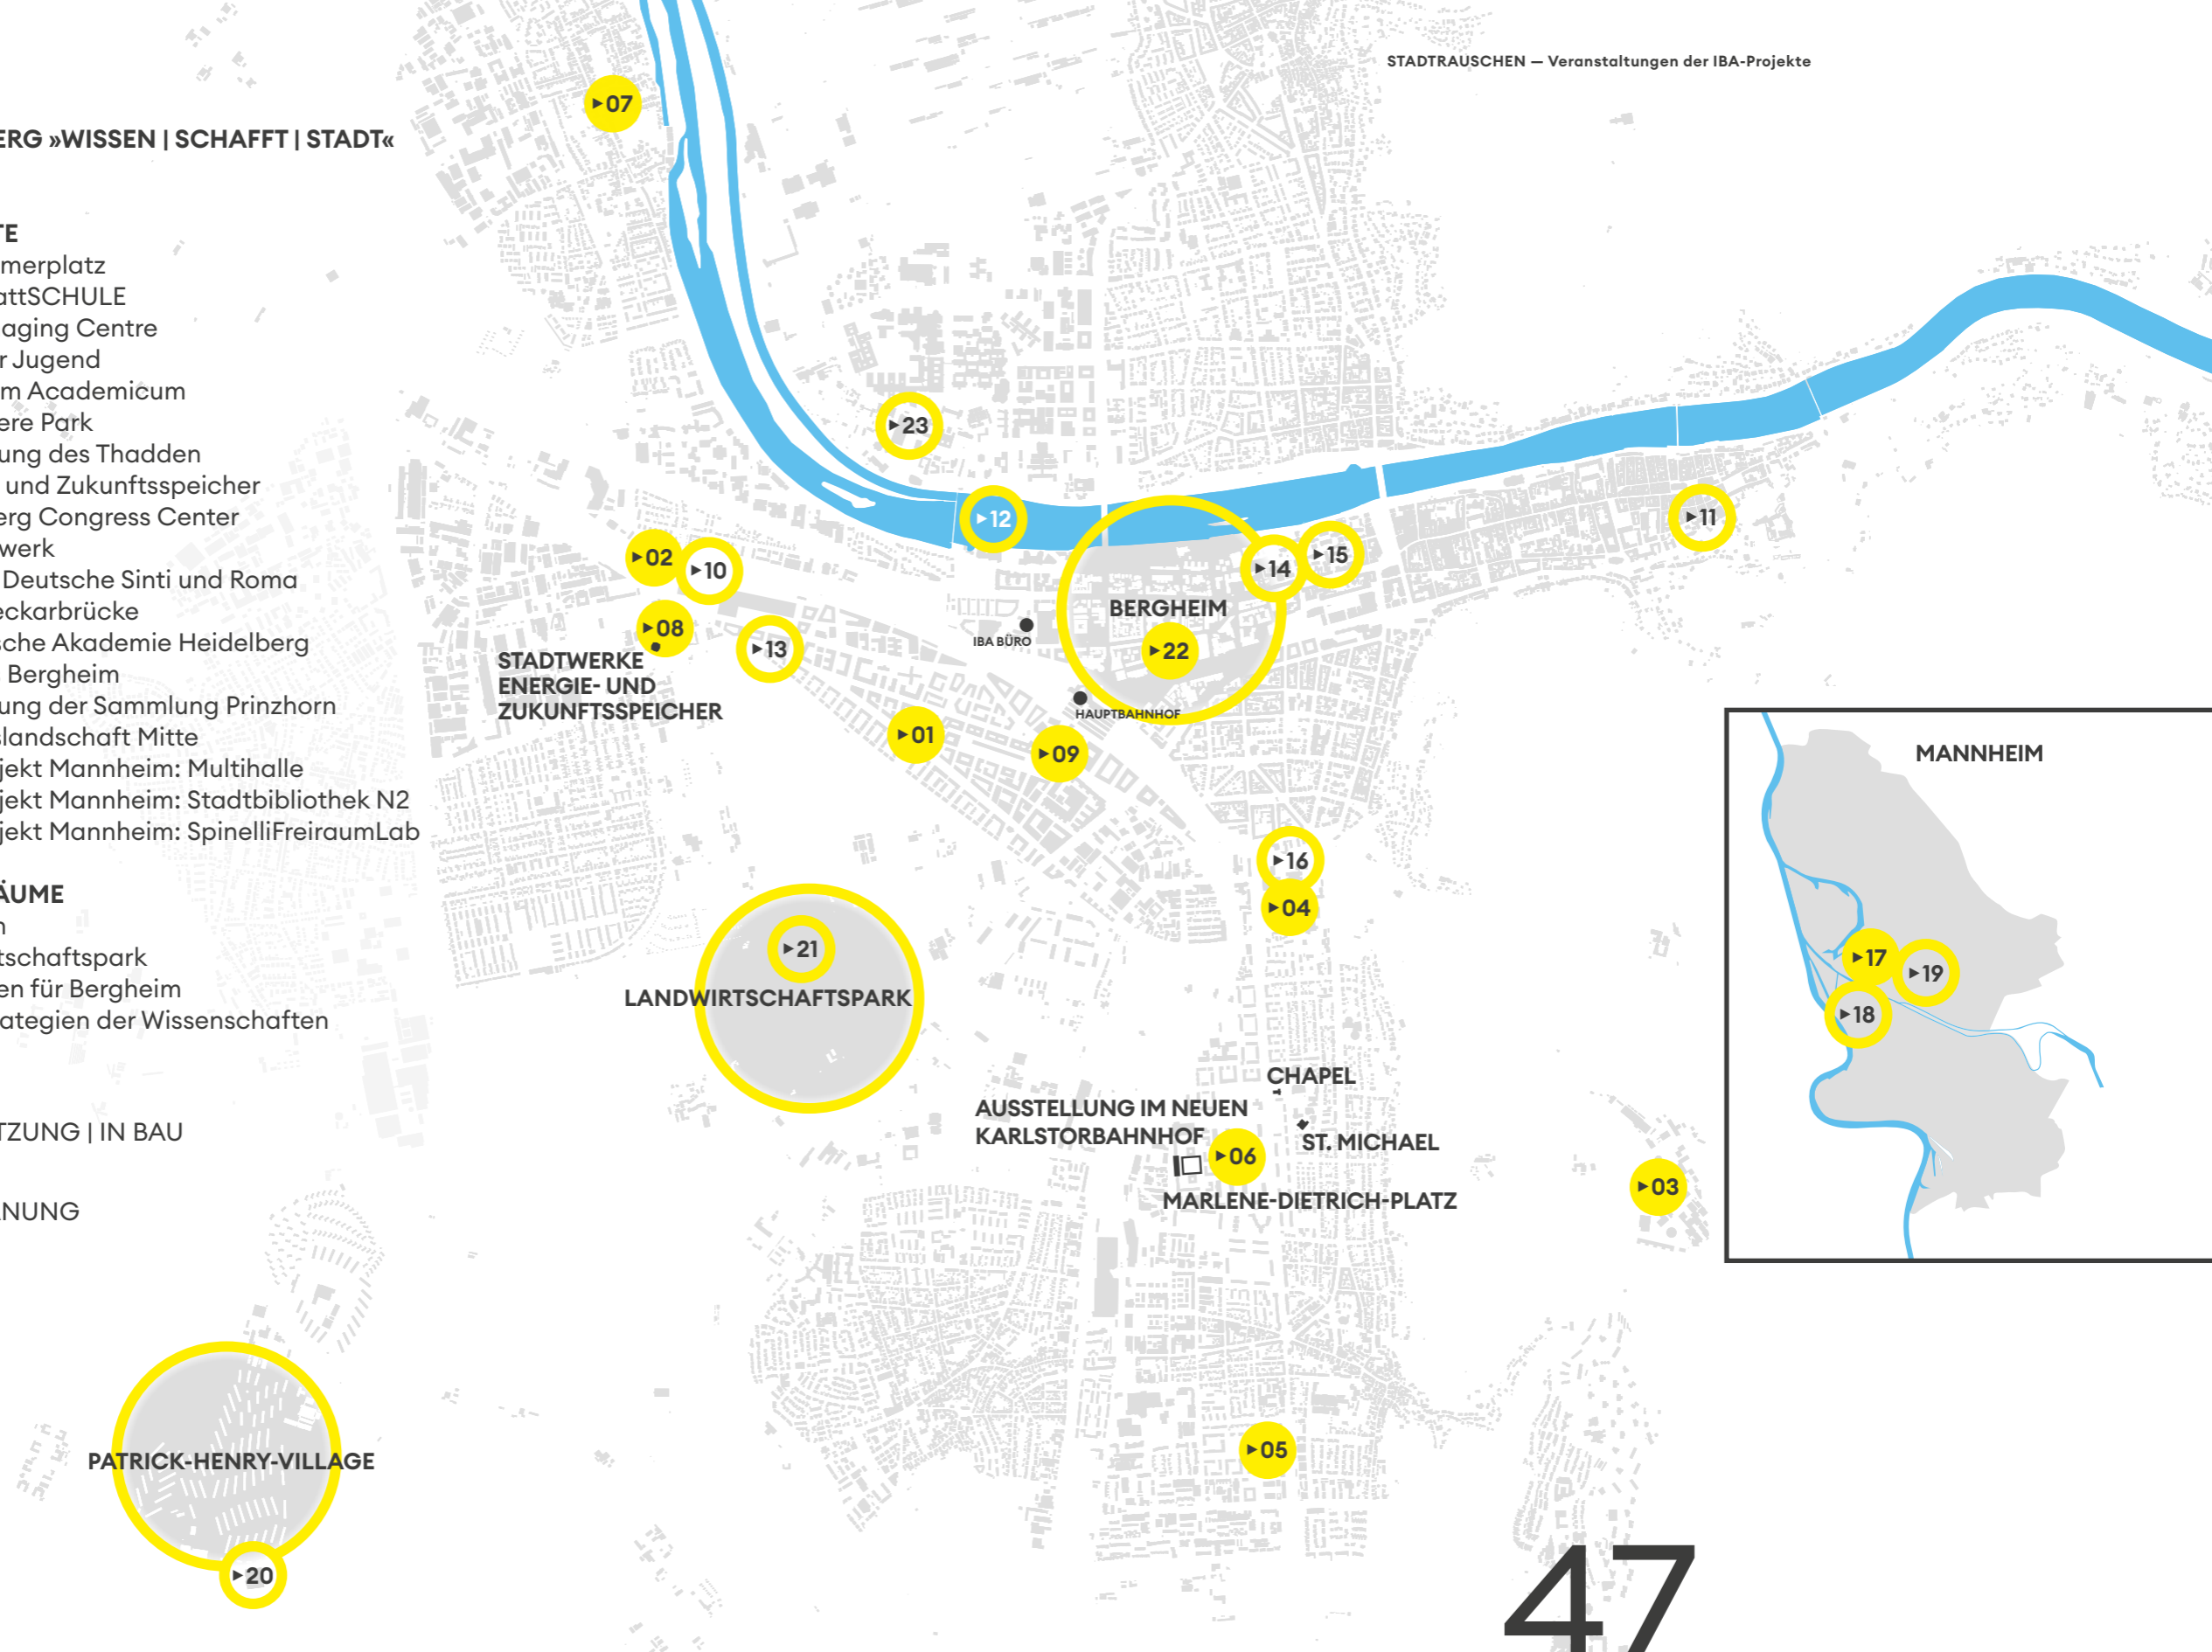 STADTRAUSCHEN — Veranstaltungen der IBA-Projekte
ERG »WISSEN | SCHAFFT | STADT«
TE
merplatz
attSCHULE
aging Centre
r Jugend
m Academicum
ere Park
ung des Thadden
und Zukunftsspeicher
erg Congress Center
werk
Deutsche Sinti und Roma
eckarbrücke
sche Akademie Heidelberg
Bergheim
ung der Sammlung Prinzhorn
slandschaft Mitte
jekt Mannheim: Multihalle
jekt Mannheim: Stadtbibliothek N2
jekt Mannheim: SpinelliFreiraumLab
ÄUME
n
tschaftspark
en für Bergheim
ategien der Wissenschaften
TZUNG | IN BAU
NUNG
▸07
▸23
▸12
▸11
▸02
▸10
▸14
▸15
▸08
▸13
STADTWERKE
ENERGIE- UND
ZUKUNFTSSPEICHER
IBA BÜRO
BERGHEIM
▸22
HAUPTBAHNHOF
▸01
▸09
▸16
▸04
▸21
LANDWIRTSCHAFTSPARK
CHAPEL
AUSSTELLUNG IM NEUEN
KARLSTORBAHNHOF
▸06
ST. MICHAEL
MARLENE-DIETRICH-PLATZ
▸03
▸05
PATRICK-HENRY-VILLAGE
▸20
MANNHEIM
▸17
▸19
▸18
47